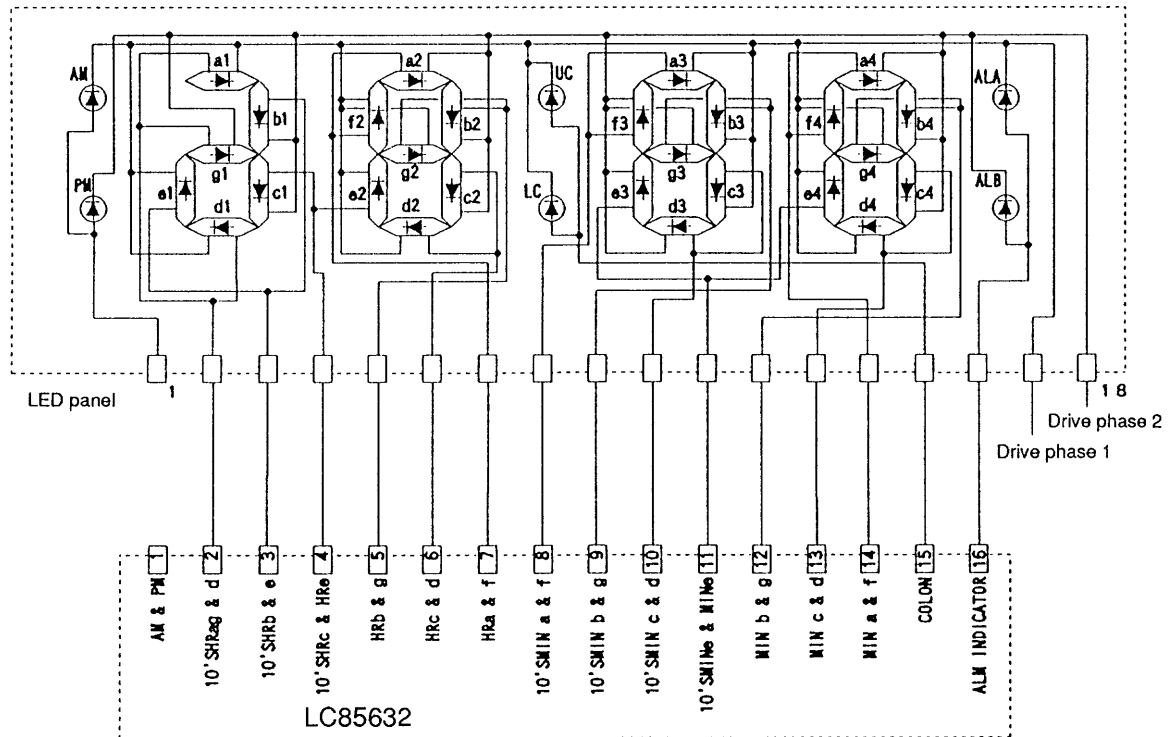 AM
PM
a1
b1
g1
e1
c1
d1
a2
f2
b2
g2
e2
c2
d2
UC
LC
a3
f3
b3
g3
e3
c3
d3
a4
f4
b4
g4
e4
c4
d4
ALA
ALB
LED panel
1
18
Drive phase 2
Drive phase 1
1
2
3
4
5
6
7
8
9
10
11
12
13
14
15
16
AM & PM
10'SHRag & d
10'SHRb & e
10'SHRc & HRe
HRb & g
HRc & d
HRa & f
10'SMIN a & f
10'SMIN b & g
10'SMIN c & d
10'SMINe & MINe
MIN b & g
MIN c & d
MIN a & f
COLON
ALM INDICATOR
LC85632